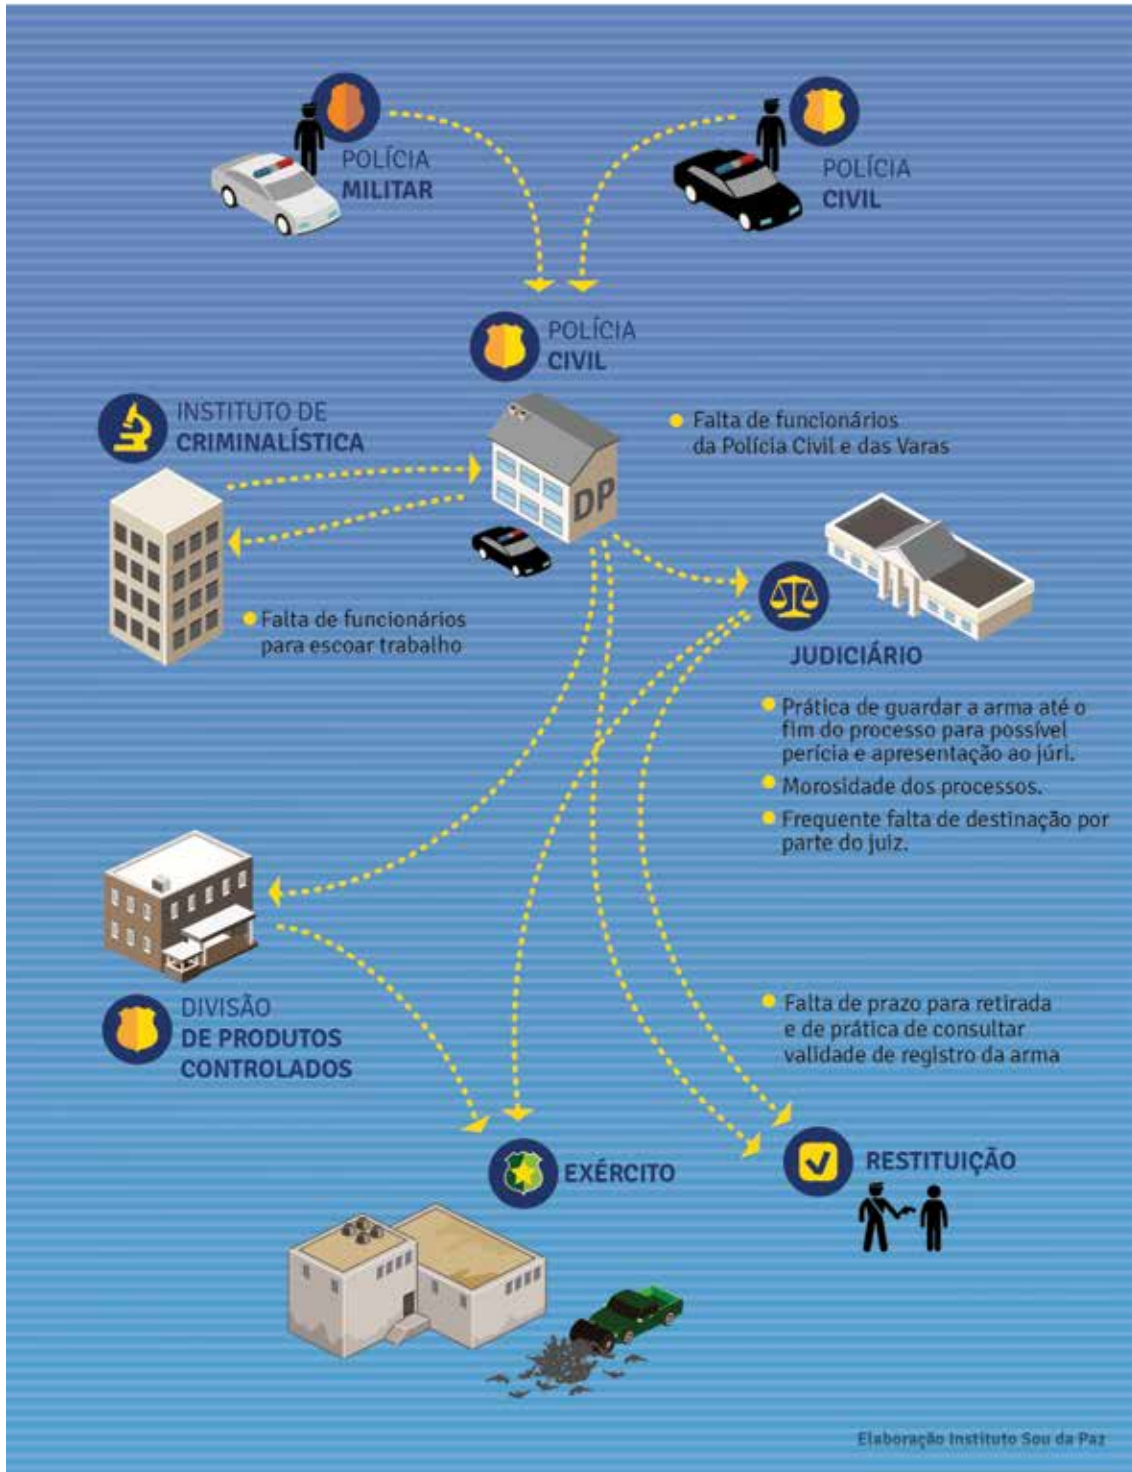 POLÍCIA
MILITAR
POLÍCIA
CIVIL
POLÍCIA
CIVIL
INSTITUTO DE
CRIMINALÍSTICA
Falta de funcionários
da Polícia Civil e das Varas
DP
Falta de funcionários
para escoar trabalho
JUDICIÁRIO
Prática de guardar a arma até o
fim do processo para possível
perícia e apresentação ao júri.
Morosidade dos processos.
Frequente falta de destinação por
parte do juiz.
DIVISÃO
DE PRODUTOS
CONTROLADOS
Falta de prazo para retirada
e de prática de consultar
validade de registro da arma
EXÉRCITO
RESTITUIÇÃO
Elaboração Instituto Sou da Paz